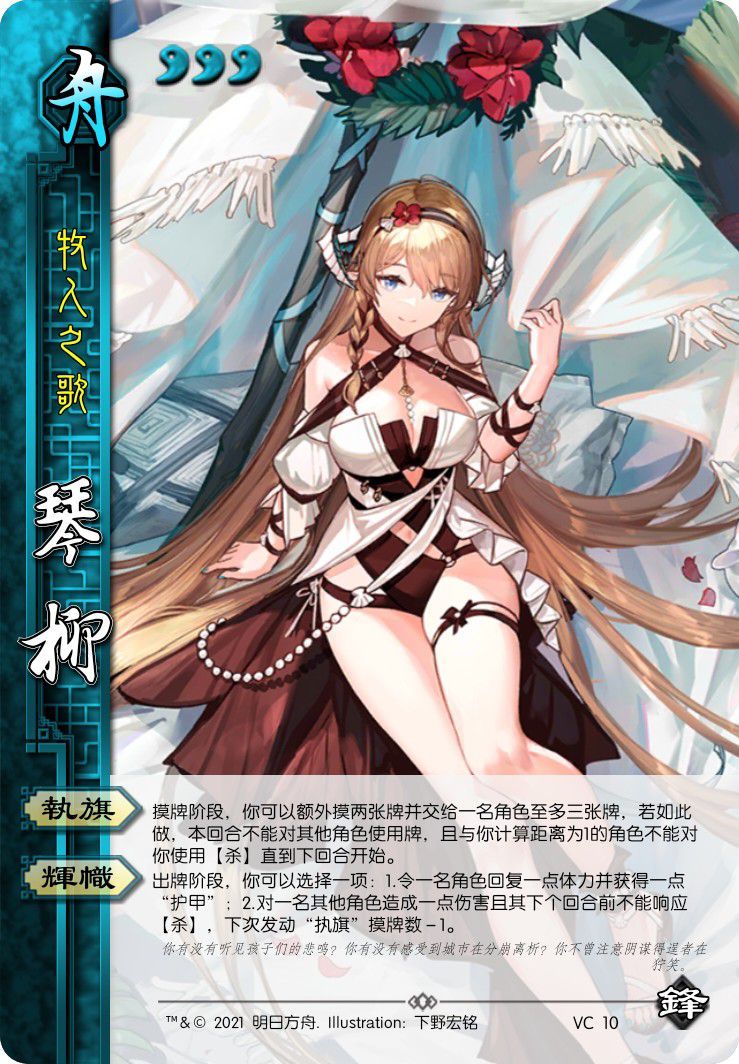 舟
牧人之歌
琴柳
執旗
摸牌阶段，你可以额外摸两张牌并交给一名角色至多三张牌，若如此
做，本回合不能对其他角色使用牌，且与你计算距离为1的角色不能对
你使用【杀】直到下回合开始。
輝幟
出牌阶段，你可以选择一项：1.令一名角色回复一点体力并获得一点
“护甲”；2.对一名其他角色造成一点伤害且其下个回合前不能响应
【杀】，下次发动“执旗”摸牌数-1。
你有没有听见孩子们的悲鸣？你有没有感受到城市在分崩离析？你不曾注意阴谋得逞者在
狞笑。
鋒
™&© 2021 明日方舟. Illustration: 下野宏铭 VC 10